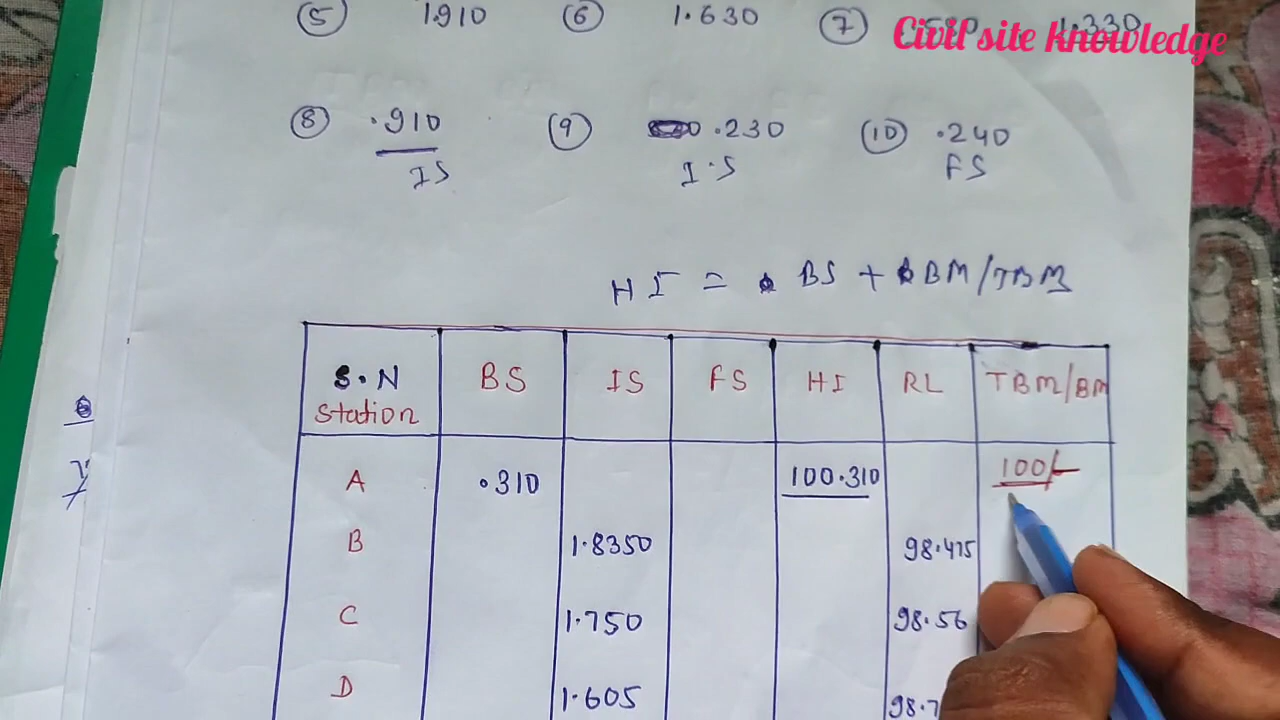 ⑤ 1.910 ⑥ 1.630 ⑦ 1.330
Civil site knowledge
⑧ .910 ⑨ .230 ⑩ .240
IS I.S FS
HI = BS + BM/TBM
S.N Station BS IS FS HI RL TBM/BM
A .310 100.310 100/-
B 1.8350 98.475
C 1.750 98.56
D 1.605 98.7